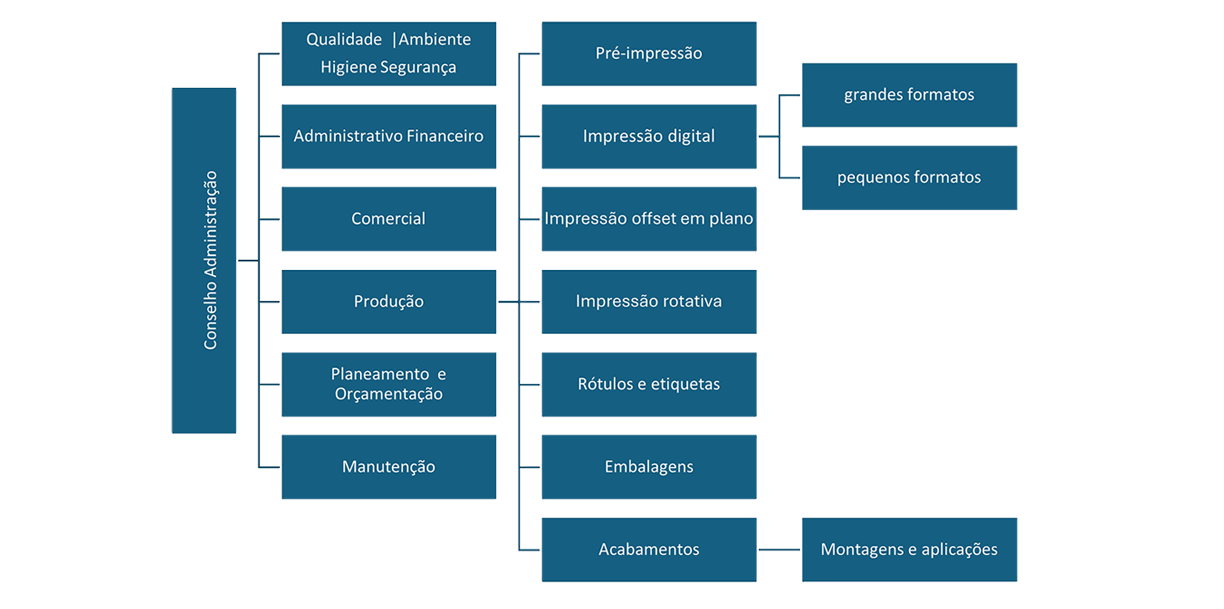 Conselho Administração
Qualidade |Ambiente
Higiene Segurança
Administrativo Financeiro
Comercial
Produção
Planeamento e
Orçamentação
Manutenção
Pré-impressão
Impressão digital
Impressão offset em plano
Impressão rotativa
Rótulos e etiquetas
Embalagens
Acabamentos
grandes formatos
pequenos formatos
Montagens e aplicações